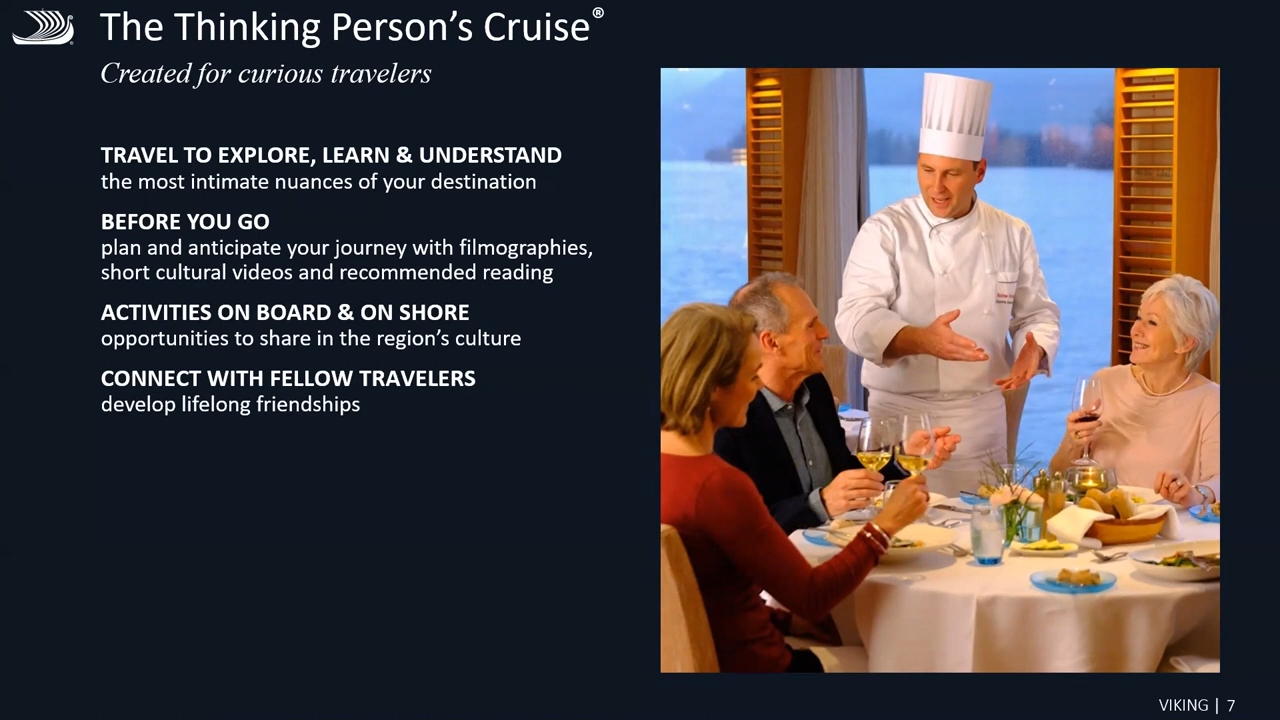 The Thinking Person’s Cruise®
Created for curious travelers
TRAVEL TO EXPLORE, LEARN & UNDERSTAND
the most intimate nuances of your destination
BEFORE YOU GO
plan and anticipate your journey with filmographies,
short cultural videos and recommended reading
ACTIVITIES ON BOARD & ON SHORE
opportunities to share in the region’s culture
CONNECT WITH FELLOW TRAVELERS
develop lifelong friendships
VIKING | 7